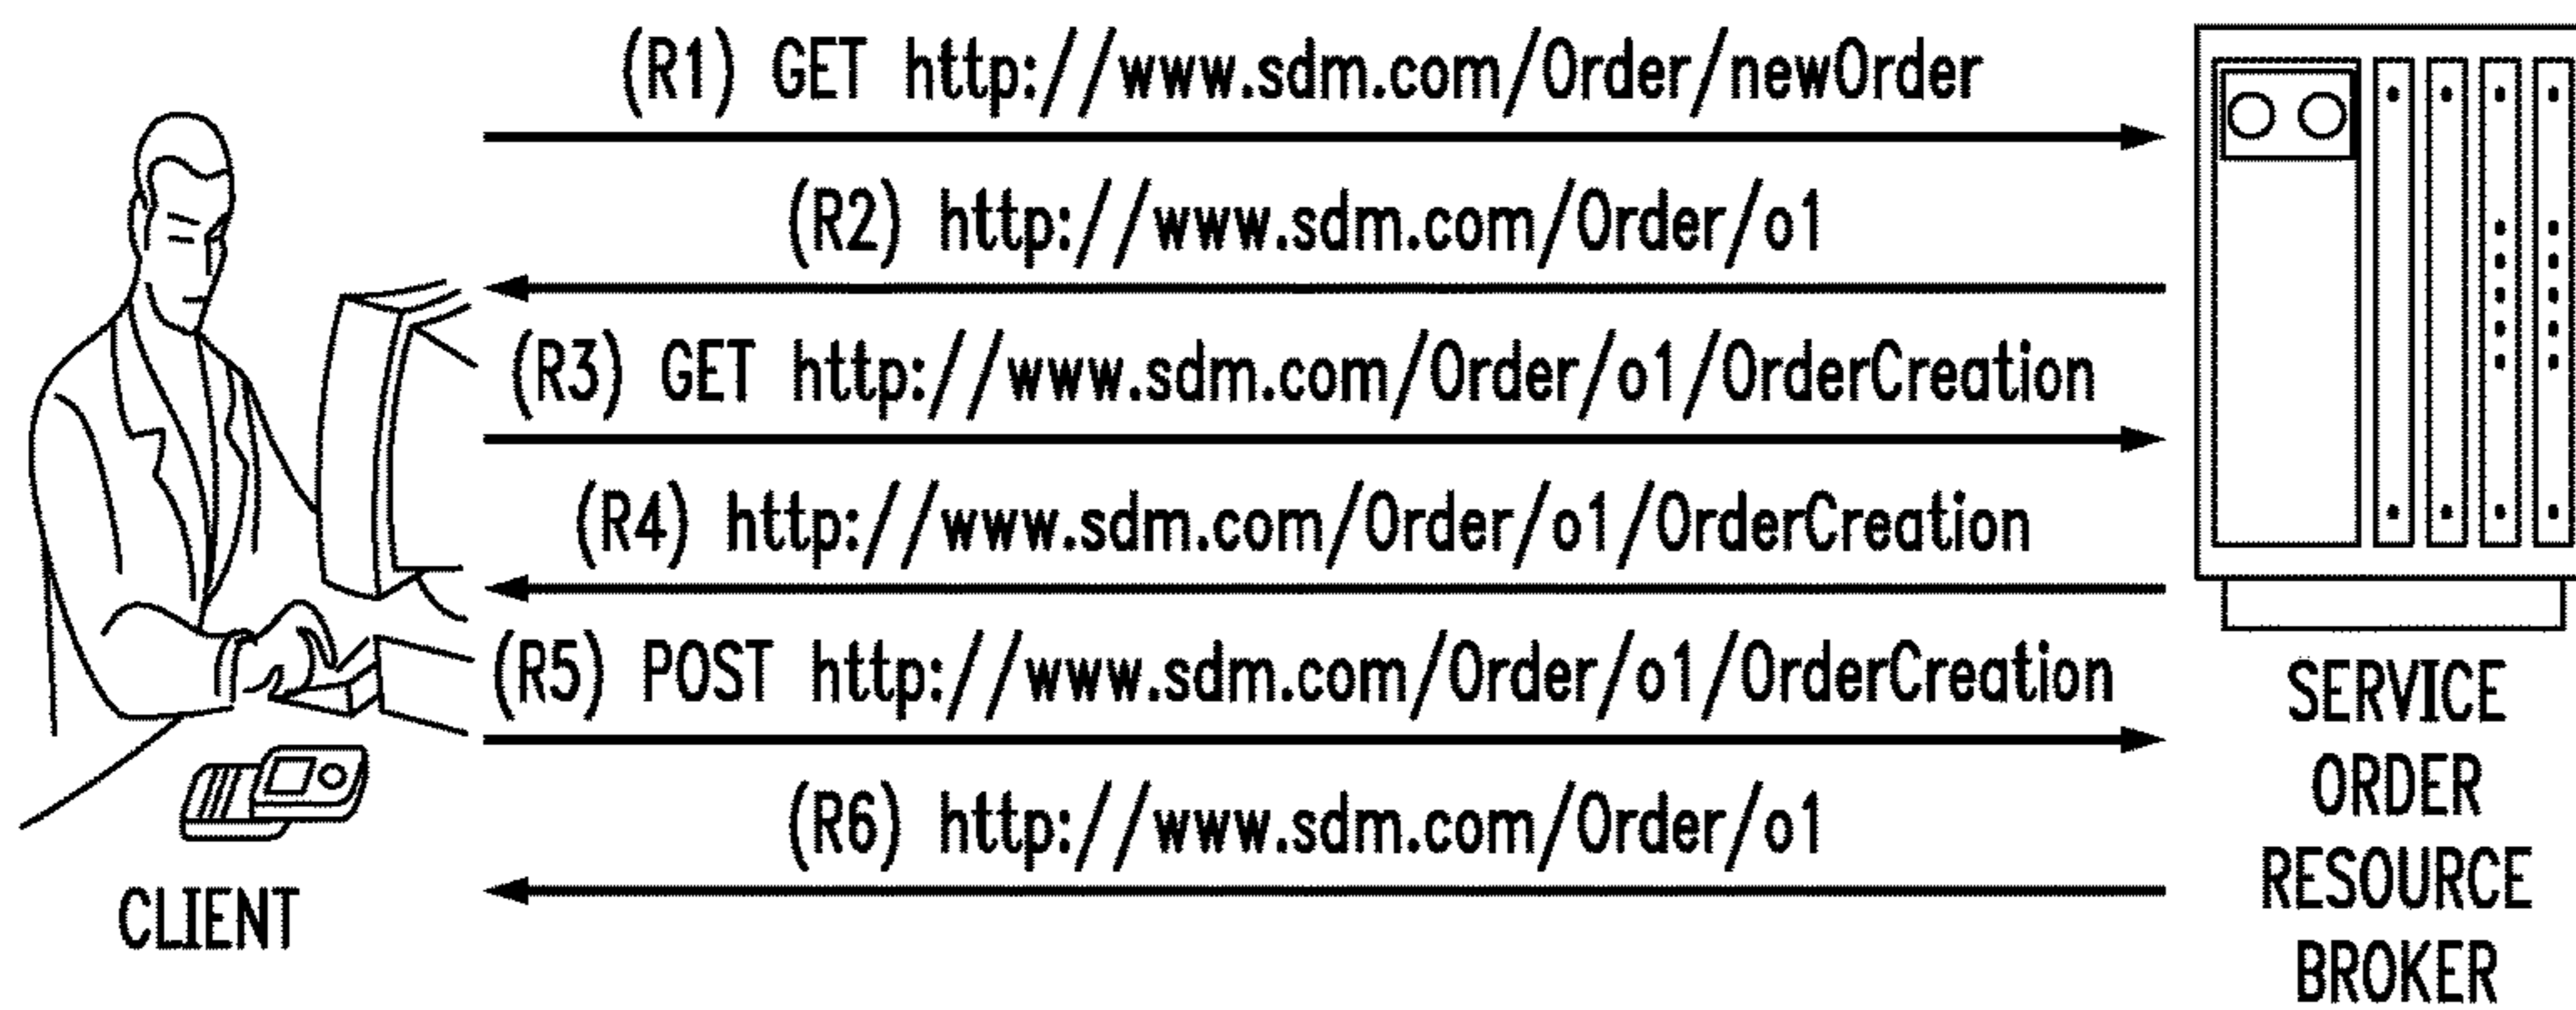 (R1) GET http://www.sdm.com/Order/newOrder
(R2) http://www.sdm.com/Order/o1
(R3) GET http://www.sdm.com/Order/o1/OrderCreation
(R4) http://www.sdm.com/Order/o1/OrderCreation
(R5) POST http://www.sdm.com/Order/o1/OrderCreation
(R6) http://www.sdm.com/Order/o1
CLIENT
SERVICE
ORDER
RESOURCE
BROKER